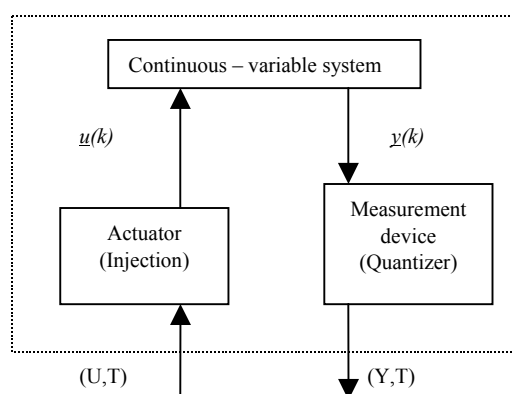 Continuous – variable system
u(k)
y(k)
Actuator
(Injection)
Measurement
device
(Quantizer)
(U,T)
(Y,T)